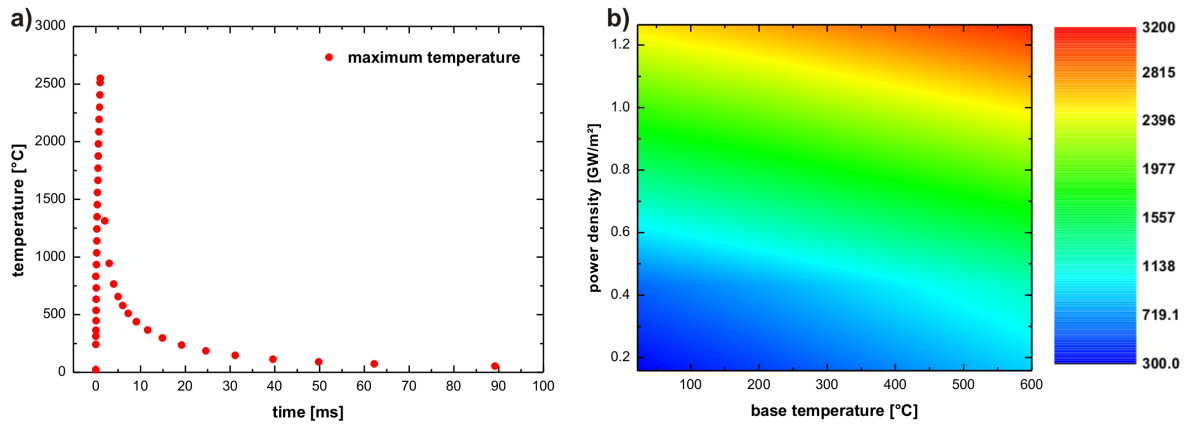 a)
3000
2500
2000
1500
1000
500
0
temperature [°C]
maximum temperature
0 10 20 30 40 50 60 70 80 90 100
time [ms]
b)
1.2
1.0
0.8
0.6
0.4
0.2
power density [GW/m²]
100 200 300 400 500 600
base temperature [°C]
3200
2815
2396
1977
1557
1138
719.1
300.0